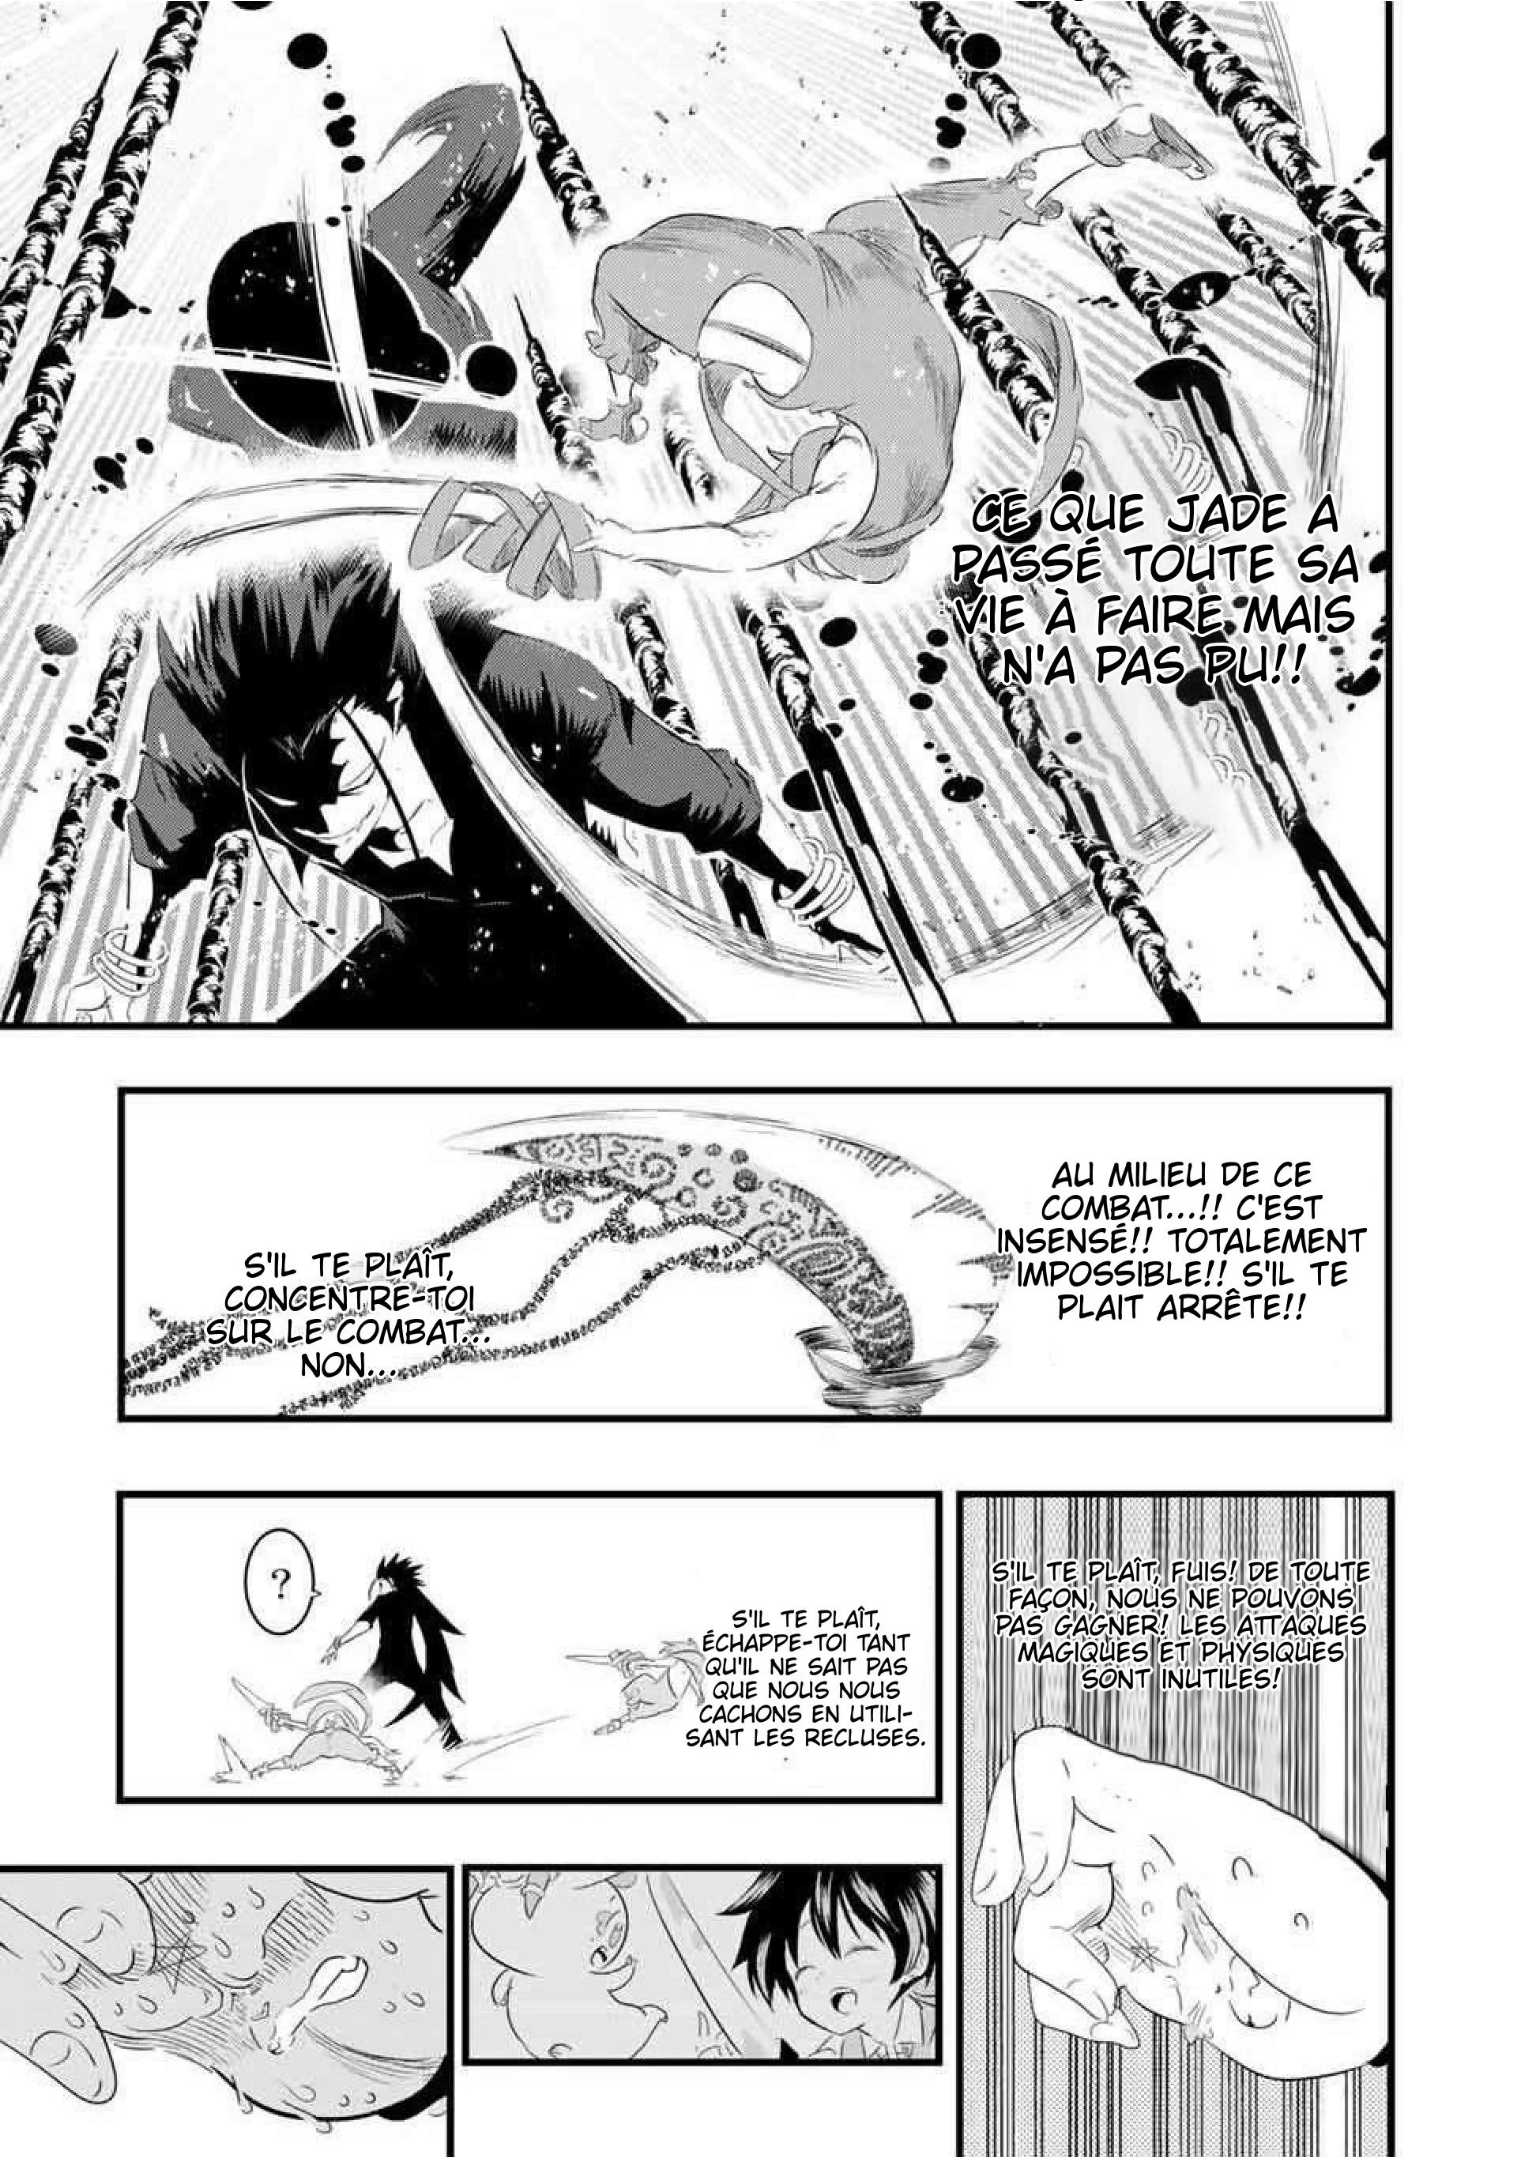 CE QUE JADE A
PASSÉ TOUTE SA
VIE À FAIRE MAIS
N'A PAS PU!!
AU MILIEU DE CE
COMBAT...!! C'EST
INSENSÉ!! TOTALEMENT
IMPOSSIBLE!! S'IL TE
PLAIT ARRÊTE!!
S'IL TE PLAÎT,
CONCENTRE-TOI
SUR LE COMBAT...
NON...
S'IL TE PLAÎT, FUIS! DE TOUTE
FAÇON, NOUS NE POUVONS
PAS GAGNER! LES ATTAQUES
MAGIQUES ET PHYSIQUES
SONT INUTILES!
S'IL TE PLAÎT,
ÉCHAPPE-TOI TANT
QU'IL NE SAIT PAS
QUE NOUS NOUS
CACHONS EN UTILI-
SANT LES RECLUSES.
?